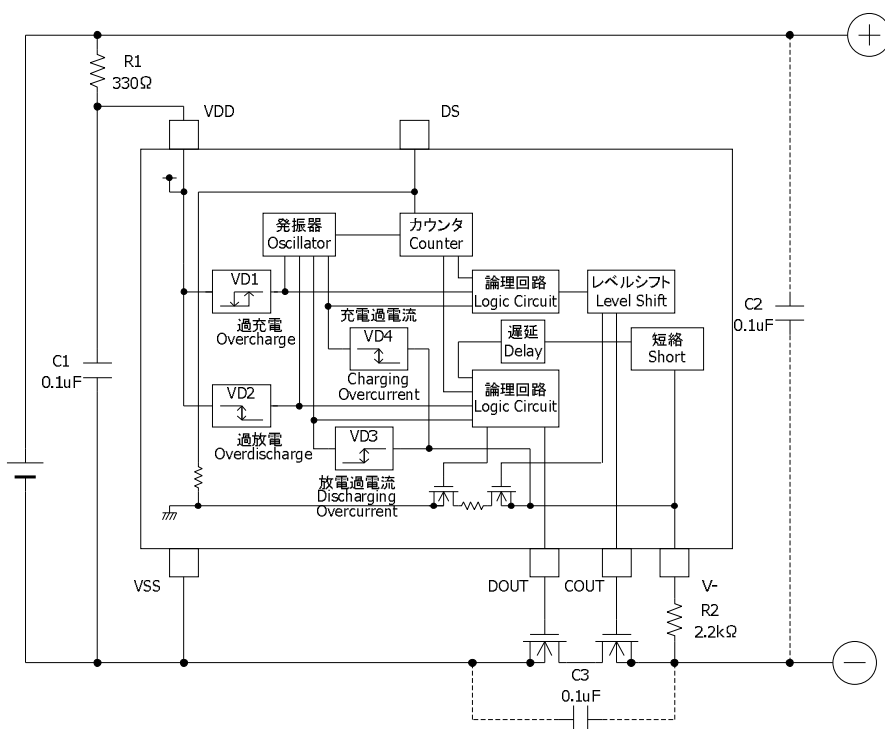 R1
330Ω
VDD
DS
発振器
Oscillator
カウンタ
Counter
VD1
過充電
Overcharge
論理回路
Logic Circuit
レベルシフト
Level Shift
C2
0.1uF
充電過電流
VD4
Charging
Overcurrent
遅延
Delay
短絡
Short
C1
0.1uF
VD2
過放電
Overdischarge
論理回路
Logic Circuit
VD3
放電過電流
Discharging
Overcurrent
VSS
DOUT
COUT
V-
R2
2.2kΩ
C3
0.1uF